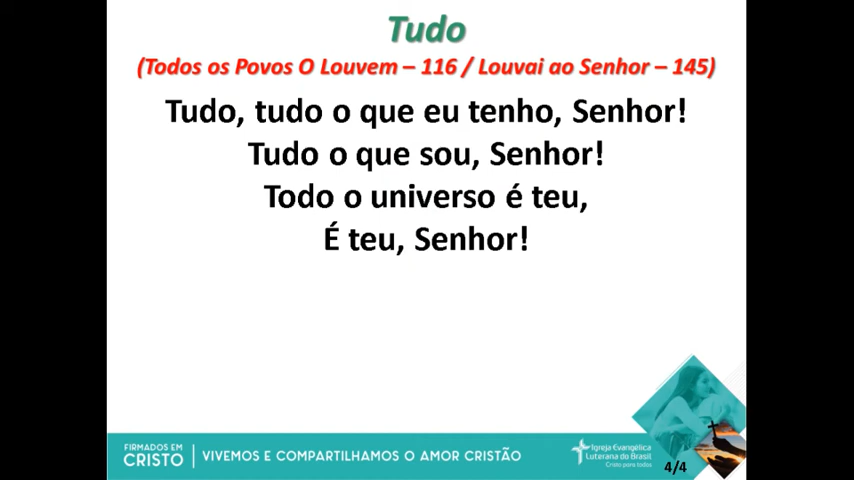 Tudo
(Todos os Povos O Louvem – 116 / Louvai ao Senhor – 145)
Tudo, tudo o que eu tenho, Senhor!
Tudo o que sou, Senhor!
Todo o universo é teu,
É teu, Senhor!
FIRMADOS EM
CRISTO
VIVEMOS E COMPARTILHAMOS O AMOR CRISTÃO
Igreja Evangélica
Luterana do Brasil
Cristo para todos
4/4